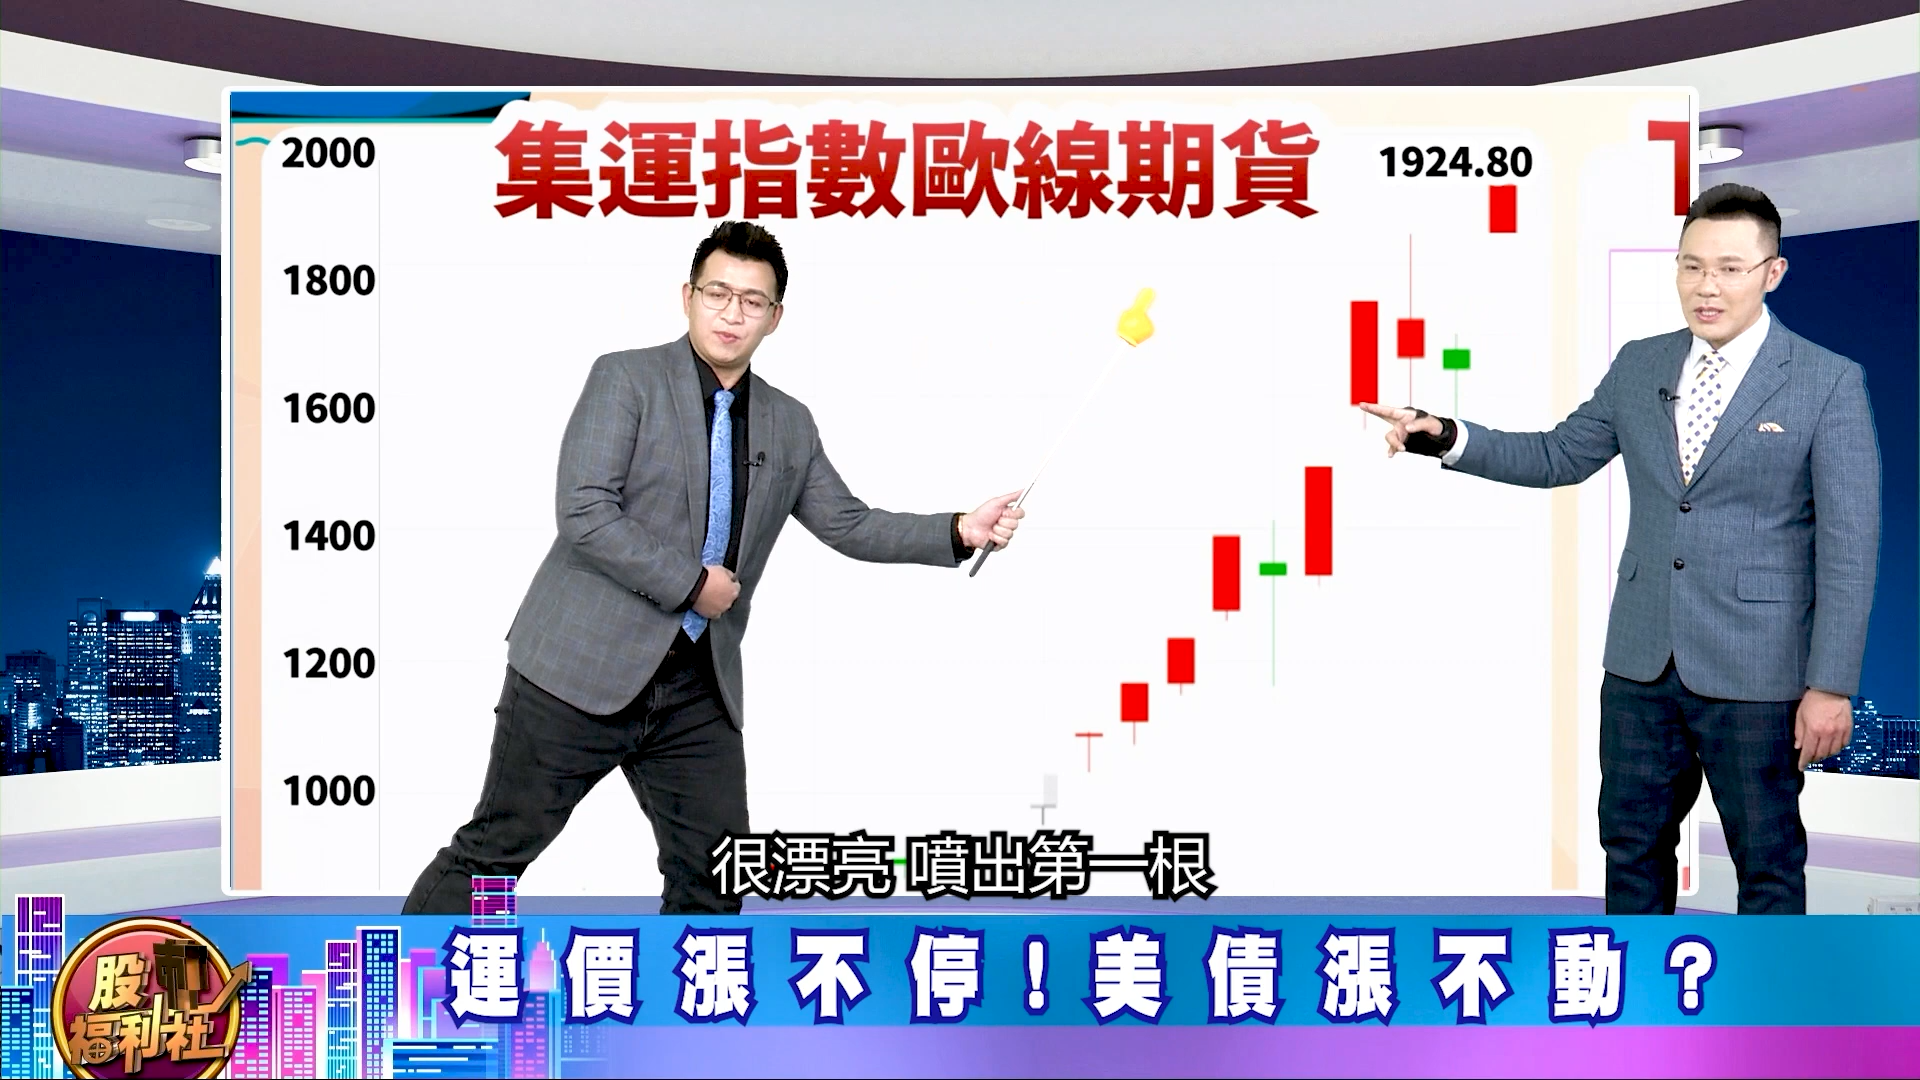 集運指數歐線期貨
1924.80
2000
1800
1600
1400
1200
1000
很漂亮 噴出第一根
運價漲不停！美債漲不動？
股市
福利社